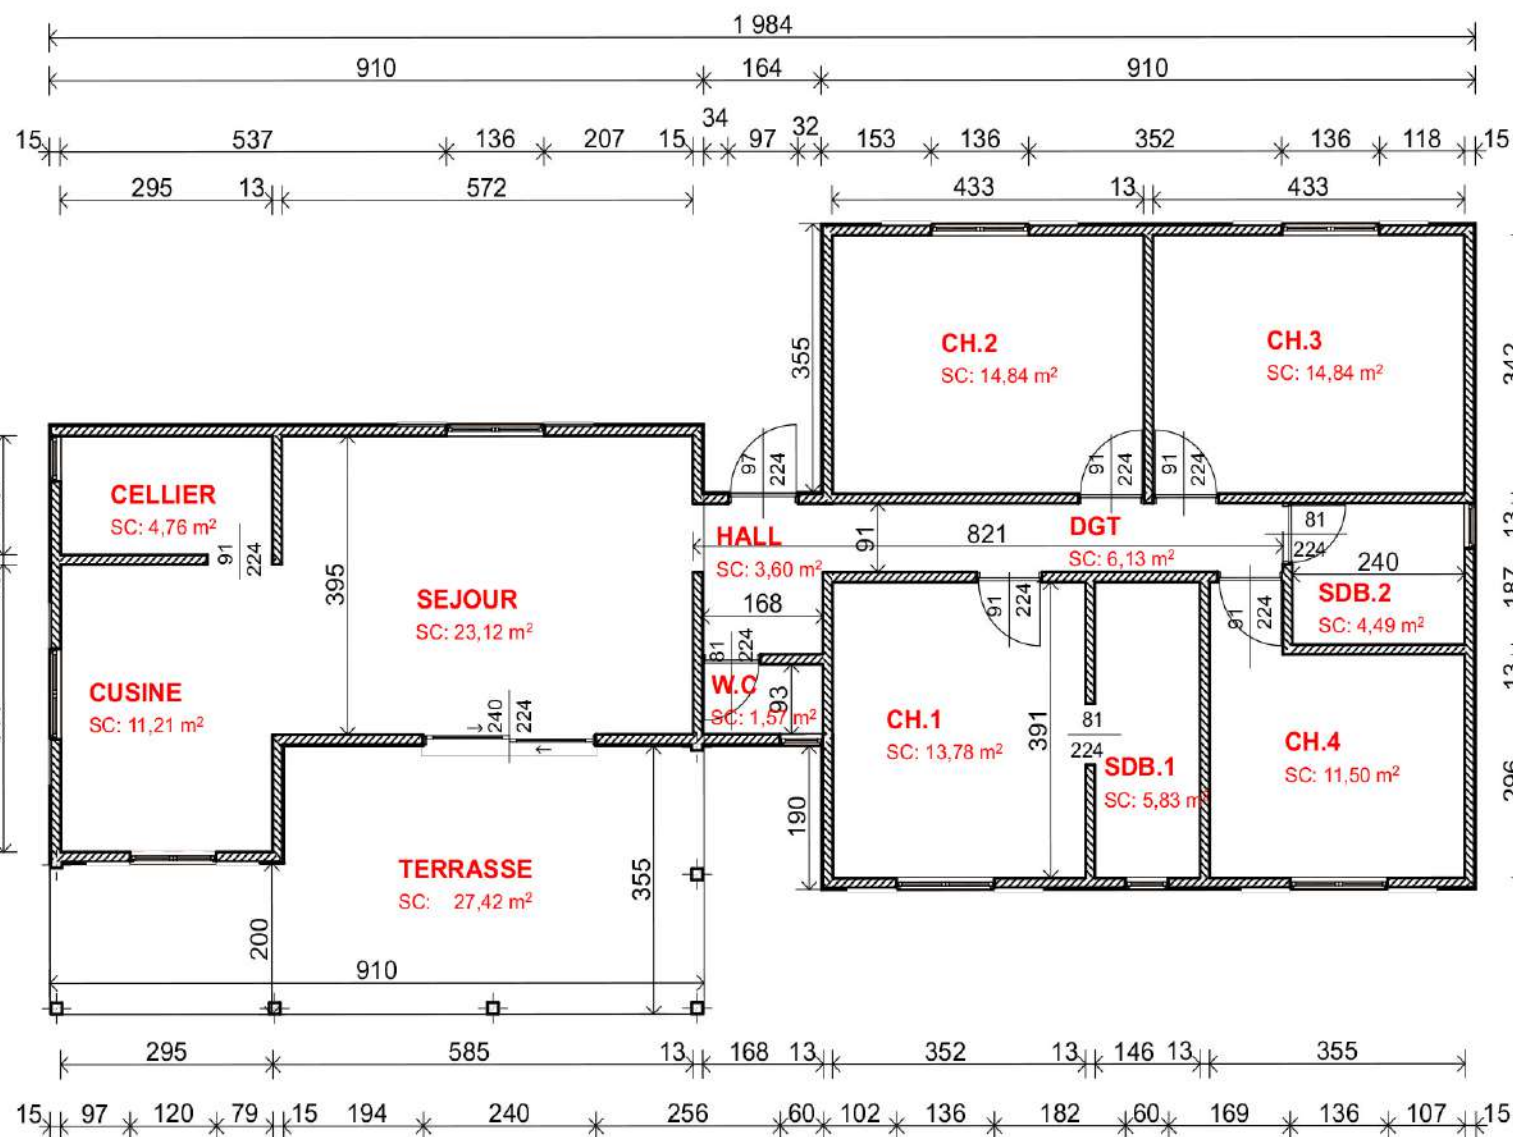 1 984
910 164 910
15 537 136 207 15 34 97 32 153 136 352 136 118 15
295 13 572 433 13 433
355
CH.2
SC: 14,84 m²
CH.3
SC: 14,84 m²
97 224
91 224
91 224
CELLIER
SC: 4,76 m²
91 224
395
SEJOUR
SC: 23,12 m²
HALL
SC: 3,60 m²
168
91
821
DGT
SC: 6,13 m²
81
224
240
SDB.2
SC: 4,49 m²
13
187
13
CUSINE
SC: 11,21 m²
240 224
81 224
W.C
SC: 1,57 m²
93
91 224
91 224
CH.1
SC: 13,78 m²
391
81
224
SDB.1
SC: 5,83 m²
CH.4
SC: 11,50 m²
190
TERRASSE
SC: 27,42 m²
355
200
910
295 585 13 168 13 352 13 146 13 355
15 97 120 79 15 194 240 256 60 102 136 182 60 169 136 107 15